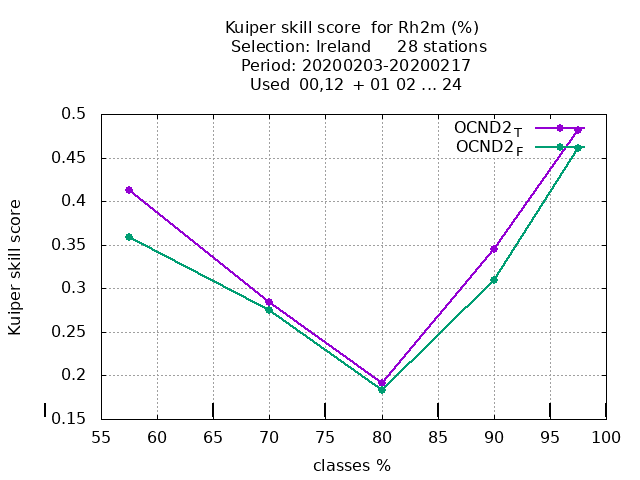 Kuiper skill score for Rh2m (%)
Selection: Ireland 28 stations
Period: 20200203-20200217
Used 00,12 + 01 02 ... 24
OCND2T
OCND2F
0.5
0.45
0.4
0.35
0.3
0.25
0.2
0.15
Kuiper skill score
55 60 65 70 75 80 85 90 95 100
classes %